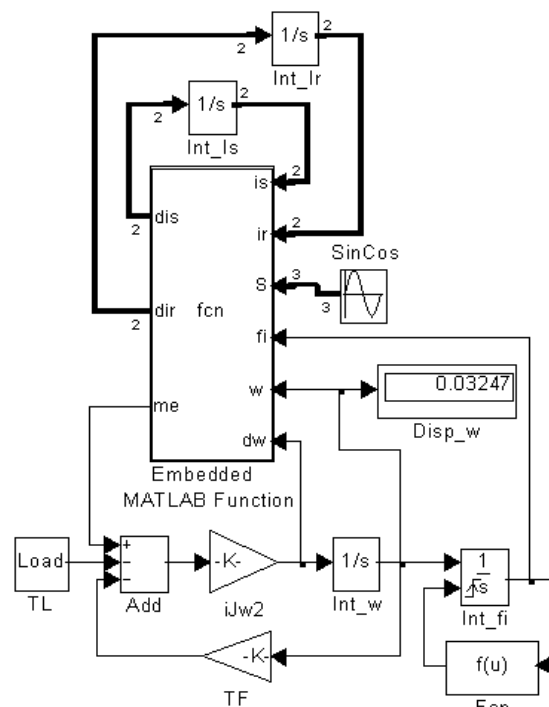 2 1/s 2
Int_Ir
2 1/s 2
Int_Is
is 2
dis
2
ir 2
SinCos
S 3
3
dir fcn
2
fi
w 0.03247
Disp_w
me
dw
Embedded
MATLAB Function
Load
TL
+
-
-
Add
-K-
iJw2
1/s
Int_w
1
s
Int_fi
-K-
TF
f(u)